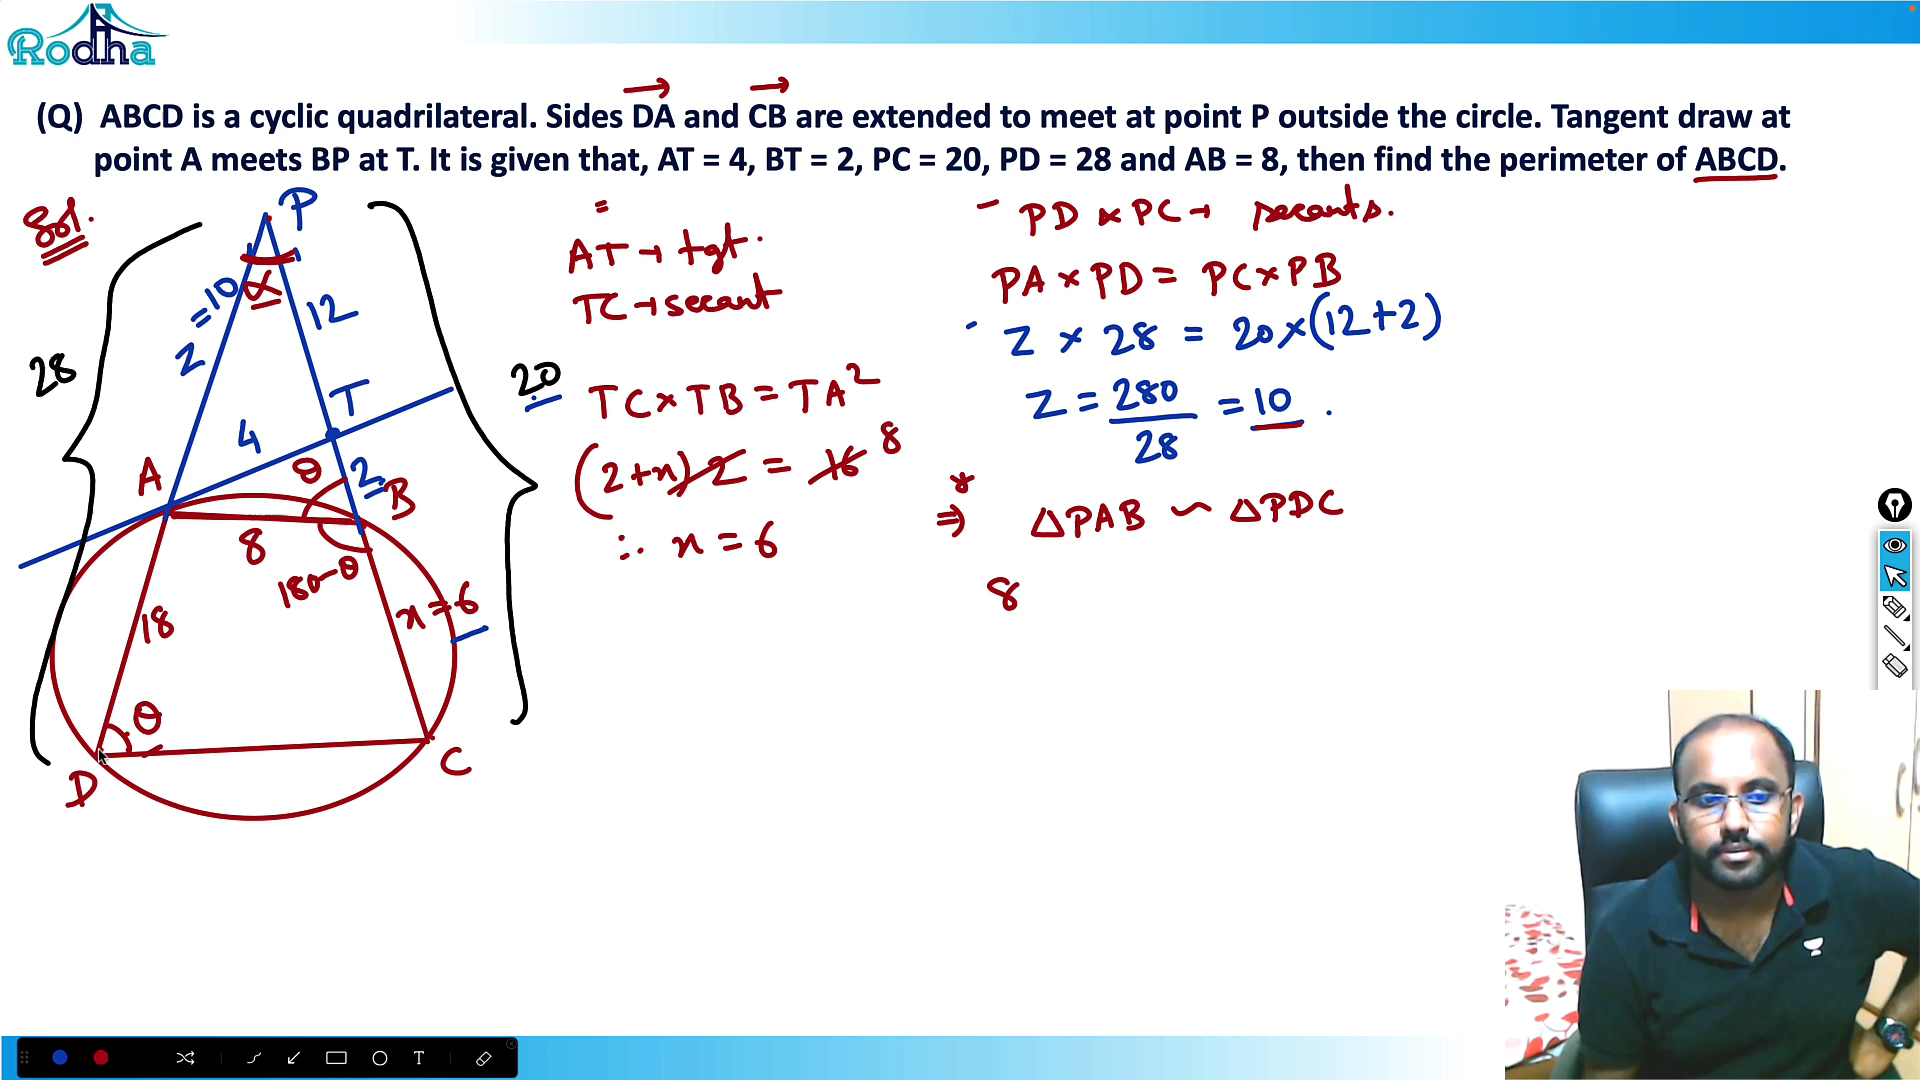 Rodha
(Q) ABCD is a cyclic quadrilateral. Sides DA and CB are extended to meet at point P outside the circle. Tangent draw at
point A meets BP at T. It is given that, AT = 4, BT = 2, PC = 20, PD = 28 and AB = 8, then find the perimeter of ABCD.
Sol.
P
α
z = 10
12
28
20
T
4
θ
2
A
B
8
180-θ
18
x = 6
θ
D
C
=
AT → tgt.
TC → secant
TC × TB = TA²
(2+x) 2 = 16 8
∴ x = 6
- PD × PC → secants.
PA × PD = PC × PB
z × 28 = 20 × (12+2)
z = 280/28 = 10 .
*
⇒ △PAB ∼ △PDC
8
T